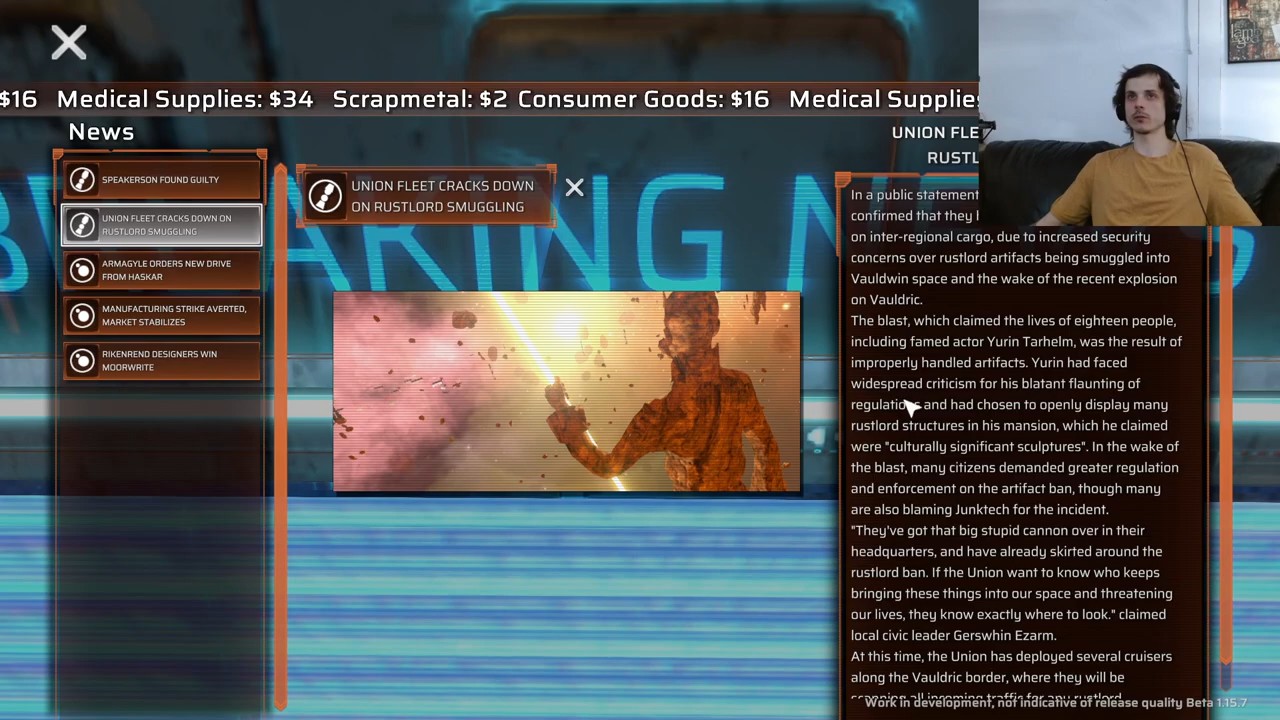 $16 Medical Supplies: $34 Scrapmetal: $2 Consumer Goods: $16 Medical Supplies
News
SPEAKERSON FOUND GUILTY
UNION FLEET CRACKS DOWN ON
RUSTLORD SMUGGLING
ARMAGYLE ORDERS NEW DRIVE
FROM HASKAR
MANUFACTURING STRIKE AVERTED,
MARKET STABILIZES
RIKENREND DESIGNERS WIN
MOORWRITE
UNION FLEET CRACKS DOWN
ON RUSTLORD SMUGGLING
UNION FLE
RUSTL
In a public statement
confirmed that they h
on inter-regional cargo, due to increased security
concerns over rustlord artifacts being smuggled into
Vauldwin space and the wake of the recent explosion
on Vauldric.
The blast, which claimed the lives of eighteen people,
including famed actor Yurin Tarhelm, was the result of
improperly handled artifacts. Yurin had faced
widespread criticism for his blatant flaunting of
regulations and had chosen to openly display many
rustlord structures in his mansion, which he claimed
were "culturally significant sculptures". In the wake of
the blast, many citizens demanded greater regulation
and enforcement on the artifact ban, though many
are also blaming Junktech for the incident.
"They've got that big stupid cannon over in their
headquarters, and have already skirted around the
rustlord ban. If the Union want to know who keeps
bringing these things into our space and threatening
our lives, they know exactly where to look." claimed
local civic leader Gerswhin Ezarm.
At this time, the Union has deployed several cruisers
along the Vauldric border, where they will be
scanning all incoming traffic for any rustlord
Work in development, not indicative of release quality Beta 1.15.7